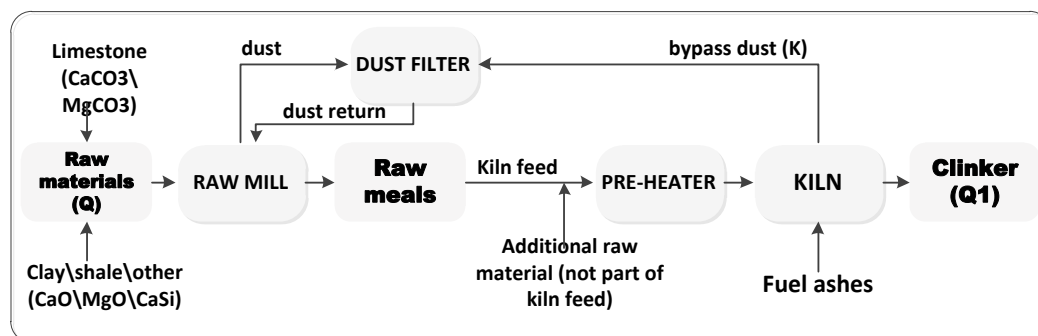 Limestone
(CaCO3\
MgCO3)
dust
DUST FILTER
bypass dust (K)
dust return
Raw
materials
(Q)
RAW MILL
Raw
meals
Kiln feed
PRE-HEATER
KILN
Clinker
(Q1)
Clay\shale\other
(CaO\MgO\CaSi)
Additional raw
material (not part of
kiln feed)
Fuel ashes